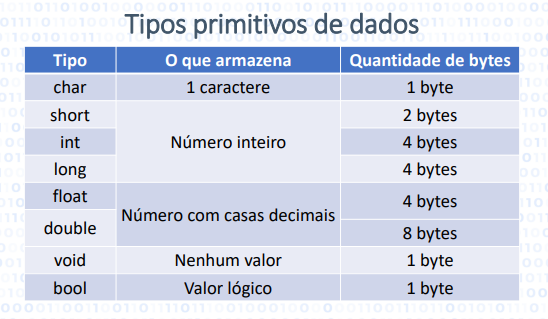 Tipos primitivos de dados
Tipo O que armazena Quantidade de bytes
char 1 caractere 1 byte
short 2 bytes
int Número inteiro 4 bytes
long 4 bytes
float 4 bytes
Número com casas decimais
double 8 bytes
void Nenhum valor 1 byte
bool Valor lógico 1 byte